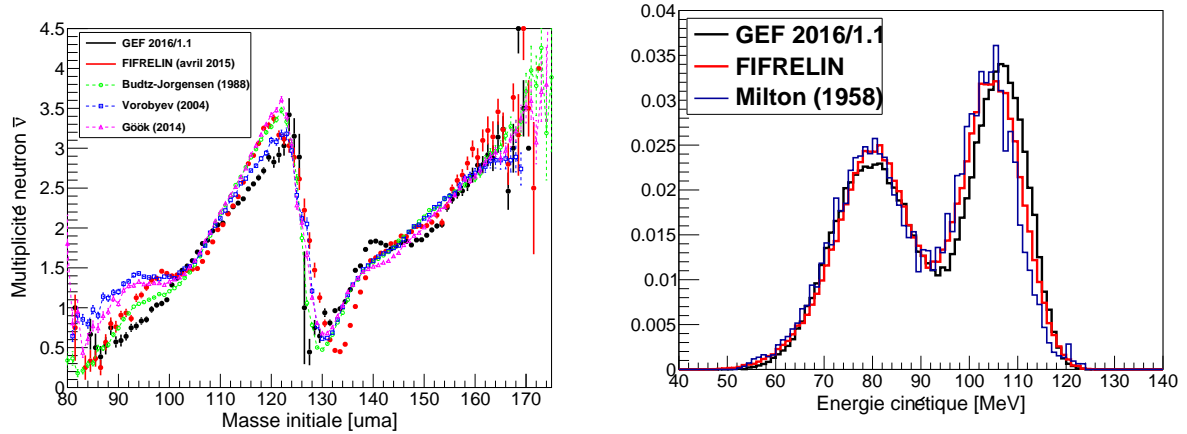 4.5
4
3.5
3
2.5
2
1.5
1
0.5
0
Multiplicité neutron ν̅
GEF 2016/1.1
FIFRELIN (avril 2015)
Budtz-Jorgensen (1988)
Vorobyev (2004)
Göök (2014)
80 90 100 110 120 130 140 150 160 170
Masse initiale [uma]
0.04
0.035
0.03
0.025
0.02
0.015
0.01
0.005
0
GEF 2016/1.1
FIFRELIN
Milton (1958)
40 50 60 70 80 90 100 110 120 130 140
Energie cinétique [MeV]